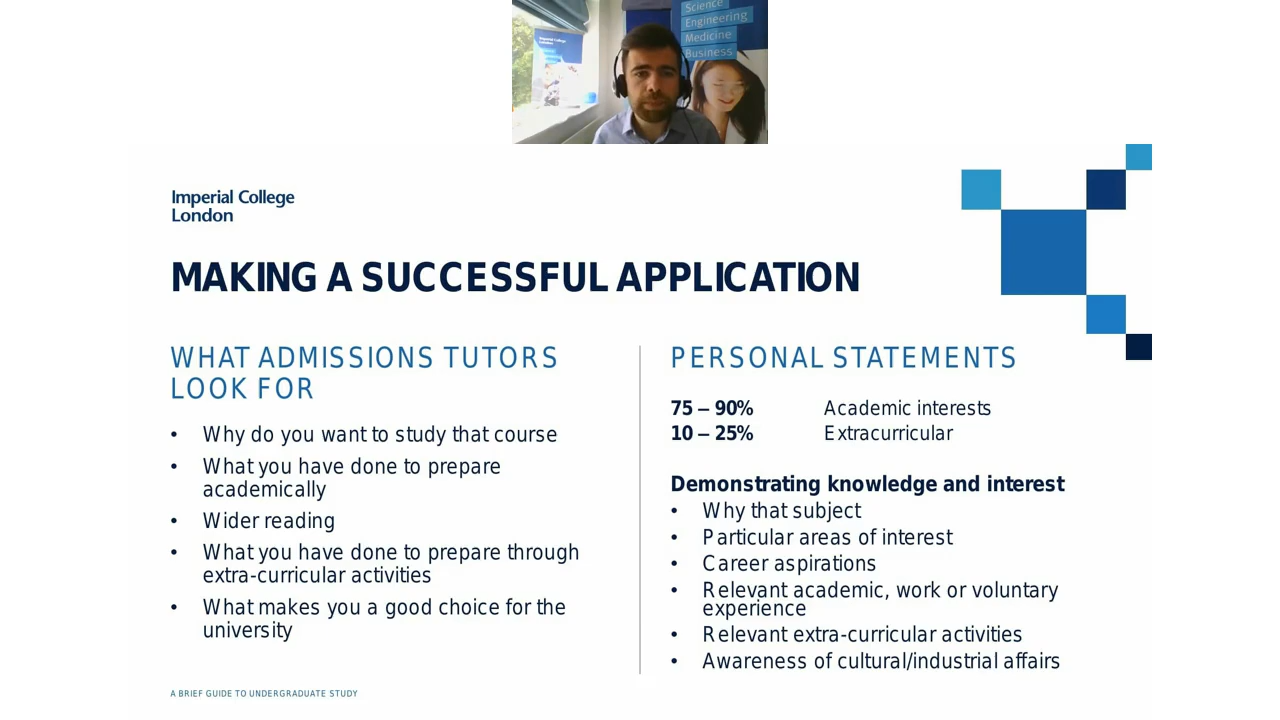 Science
Engineering
Medicine
Business
Imperial College
London
MAKING A SUCCESSFUL APPLICATION
WHAT ADMISSIONS TUTORS
LOOK FOR
• Why do you want to study that course
• What you have done to prepare
academically
• Wider reading
• What you have done to prepare through
extra-curricular activities
• What makes you a good choice for the
university
PERSONAL STATEMENTS
75 – 90% Academic interests
10 – 25% Extracurricular
Demonstrating knowledge and interest
• Why that subject
• Particular areas of interest
• Career aspirations
• Relevant academic, work or voluntary
experience
• Relevant extra-curricular activities
• Awareness of cultural/industrial affairs
A BRIEF GUIDE TO UNDERGRADUATE STUDY